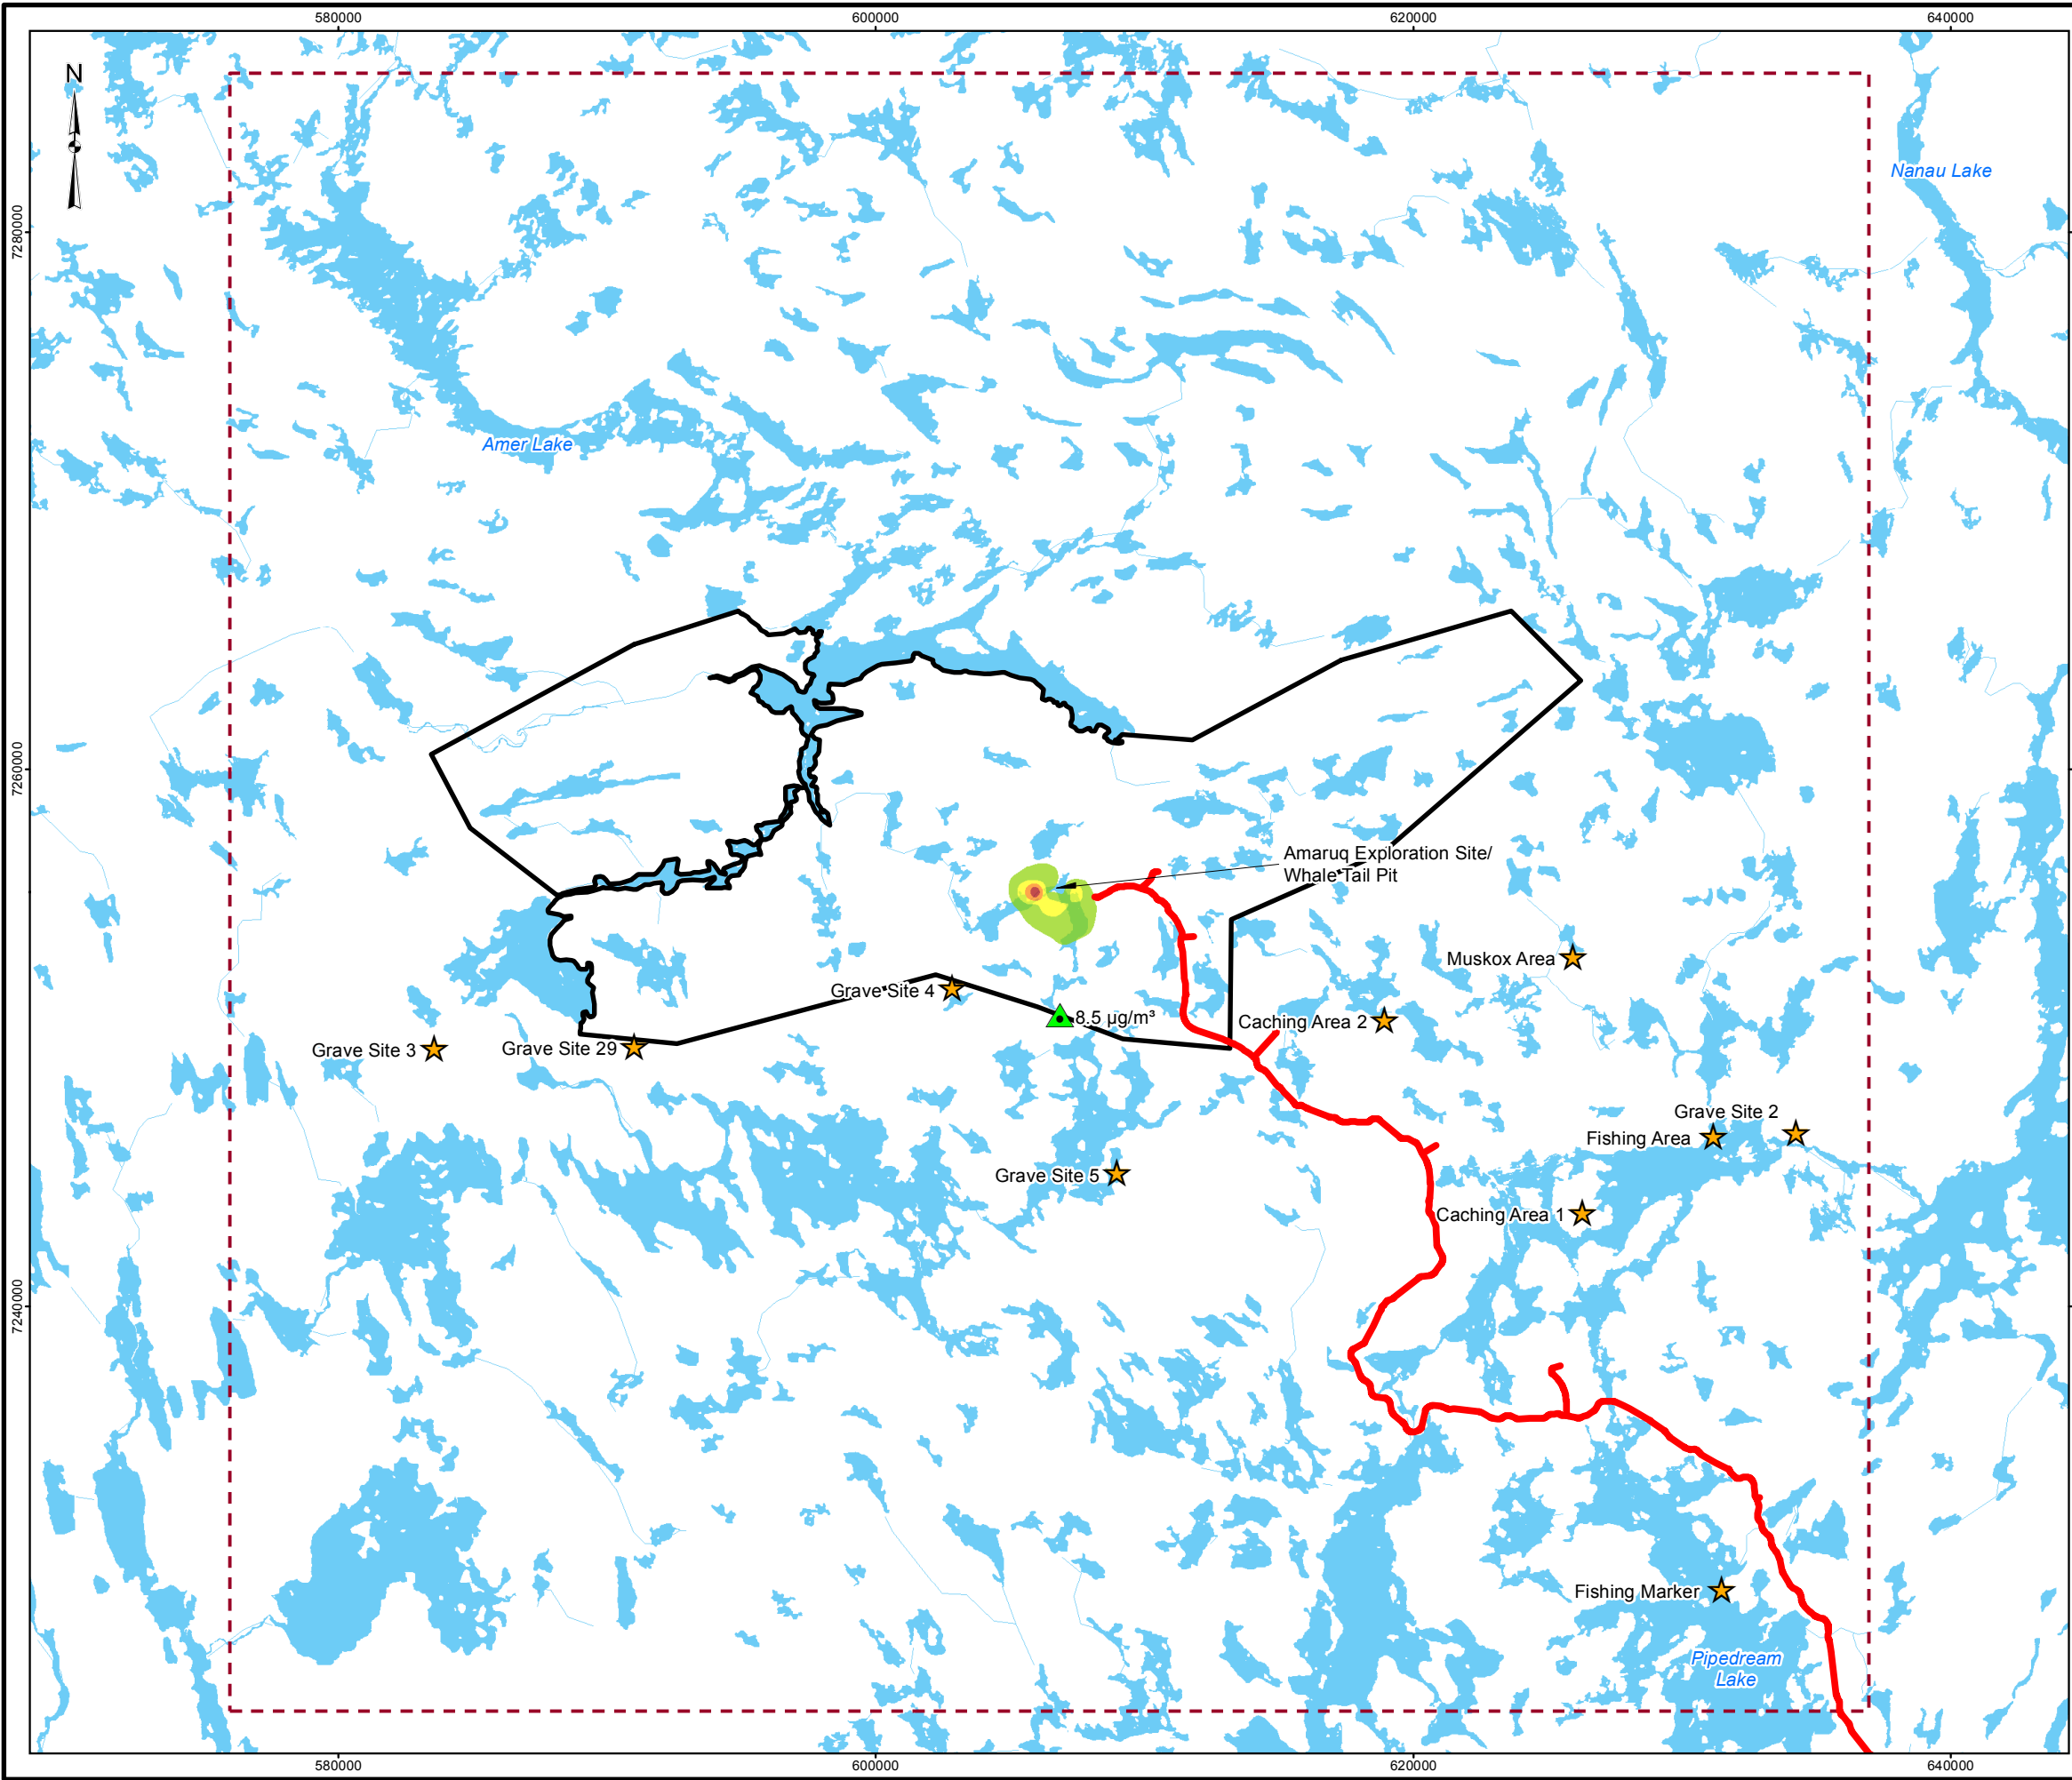 580000
600000
620000
640000
N
Nanau Lake
7280000
Amer Lake
7260000
Amaruq Exploration Site/
Whale Tail Pit
Muskox Area
Grave Site 4
8.5 µg/m³
Caching Area 2
Grave Site 3
Grave Site 29
Grave Site 2
Fishing Area
Grave Site 5
Caching Area 1
7240000
Fishing Marker
Pipedream
Lake
580000
600000
620000
640000